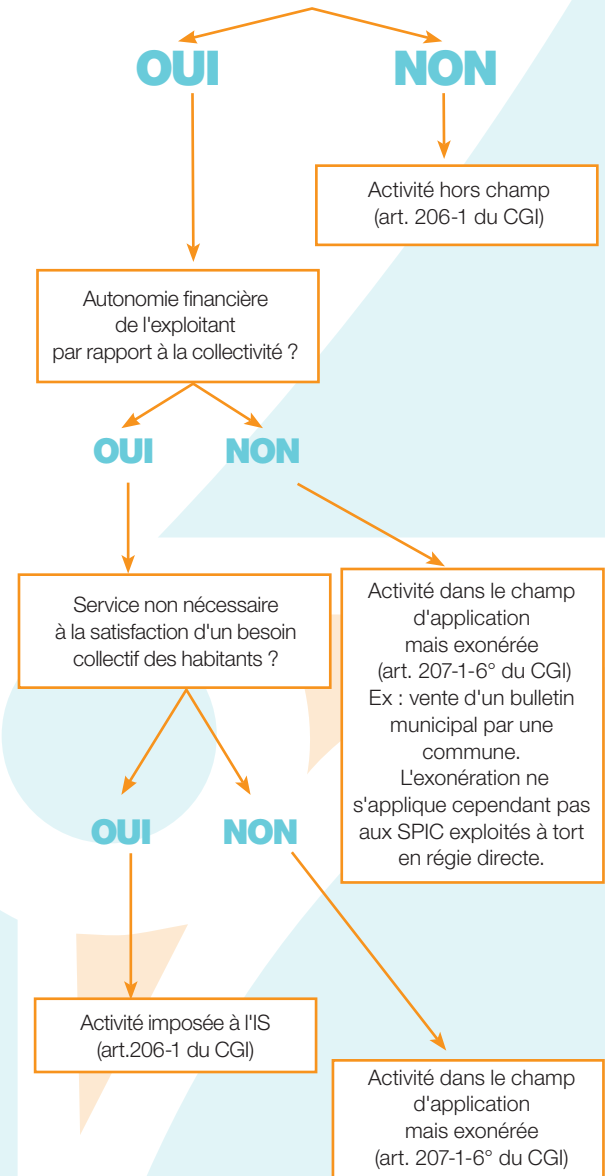 OUI
NON
Activité hors champ
(art. 206-1 du CGI)
Autonomie financière
de l'exploitant
par rapport à la collectivité ?
OUI
NON
Service non nécessaire
à la satisfaction d'un besoin
collectif des habitants ?
Activité dans le champ
d'application
mais exonérée
(art. 207-1-6° du CGI)
Ex : vente d'un bulletin
municipal par une
commune.
L'exonération ne
s'applique cependant pas
aux SPIC exploités à tort
en régie directe.
OUI
NON
Activité imposée à l'IS
(art.206-1 du CGI)
Activité dans le champ
d'application
mais exonérée
(art. 207-1-6° du CGI)